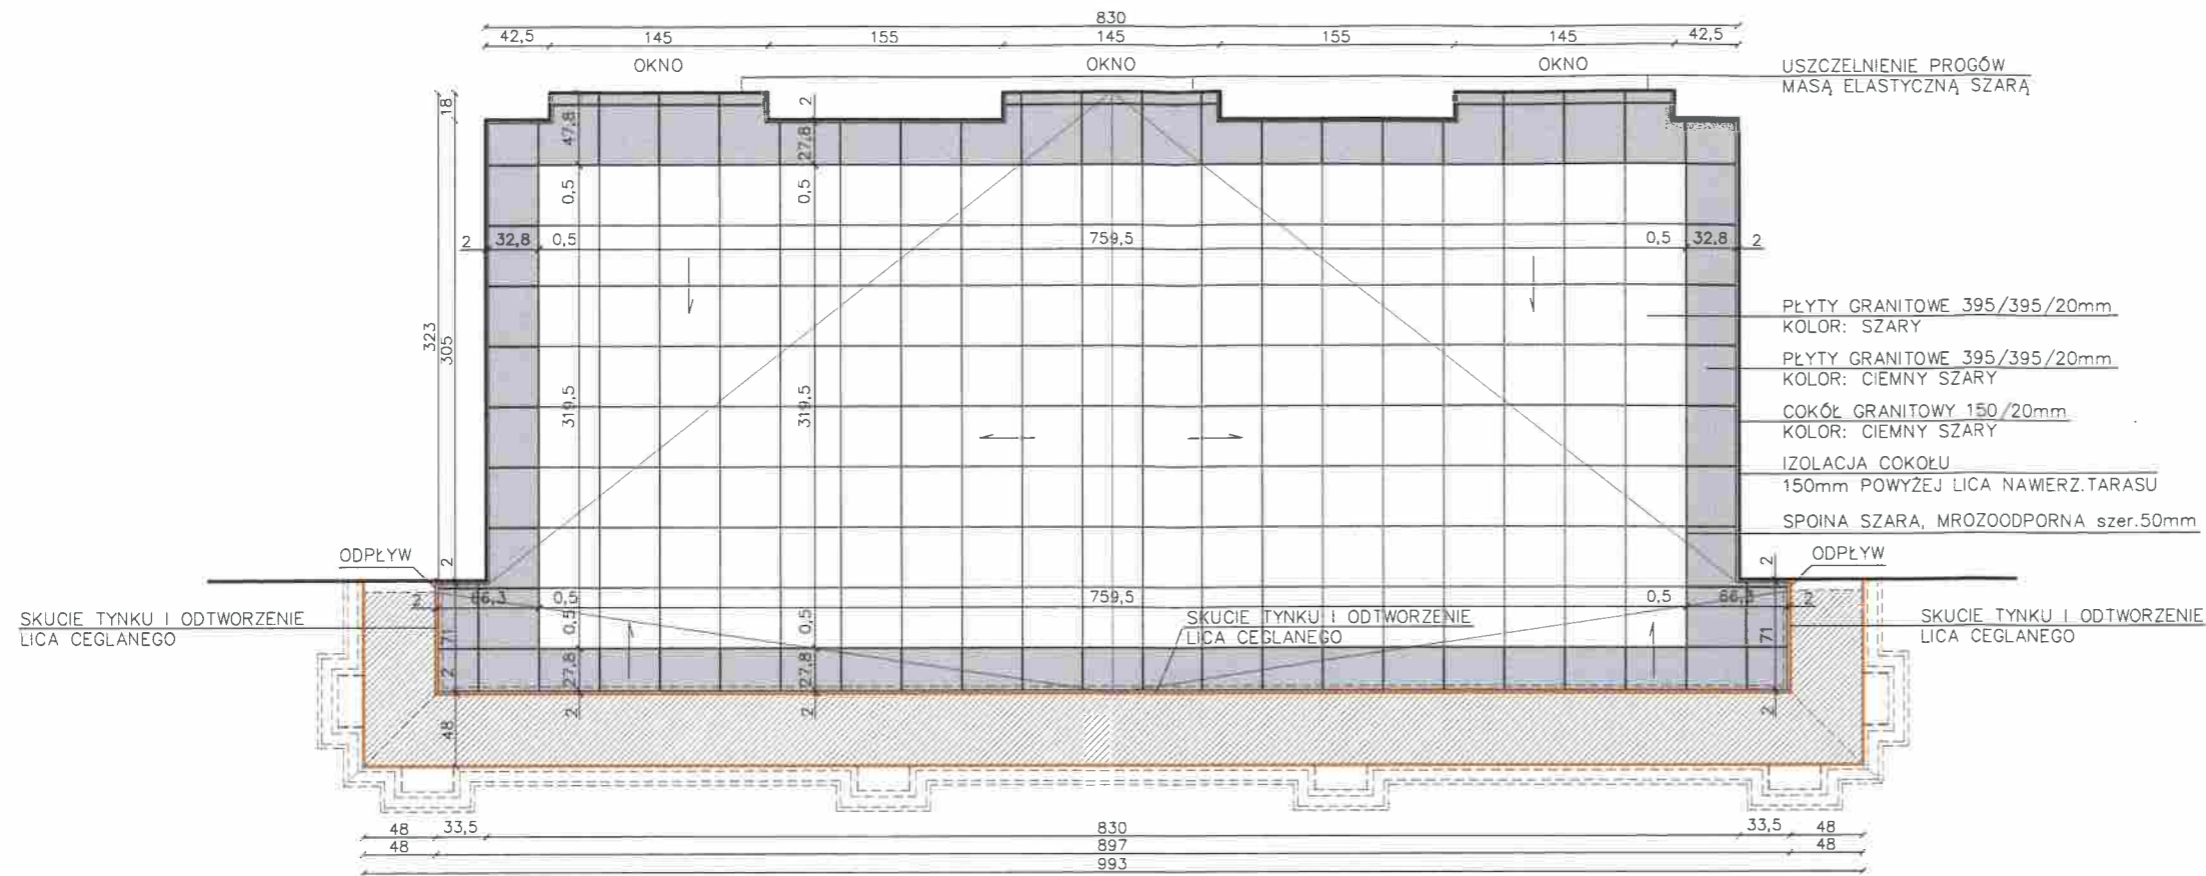 830
42,5 145 155 145 155 145 42,5
OKNO OKNO OKNO
USZCZELNIENIE PROGÓW
MASĄ ELASTYCZNĄ SZARĄ
18
47,8
2
27,8
0,5
0,5
2 32,8 0,5 759,5 0,5 32,8 2
323
305
319,5
319,5
PŁYTY GRANITOWE 395/395/20mm
KOLOR: SZARY
PŁYTY GRANITOWE 395/395/20mm
KOLOR: CIEMNY SZARY
COKÓŁ GRANITOWY 150/20mm
KOLOR: CIEMNY SZARY
IZOLACJA COKOŁU
150mm POWYŻEJ LICA NAWIERZ.TARASU
SPOINA SZARA, MROZOODPORNA szer.50mm
ODPŁYW
2
2
ODPŁYW
2 66,3 0,5 759,5 0,5 66,3 2
SKUCIE TYNKU I ODTWORZENIE
LICA CEGLANEGO
SKUCIE TYNKU I ODTWORZENIE
LICA CEGLANEGO
SKUCIE TYNKU I ODTWORZENIE
LICA CEGLANEGO
71
0,5
0,5
71
2
27,8
27,8
2
2
2
48
48 33,5 830 33,5 48
48 897 48
993